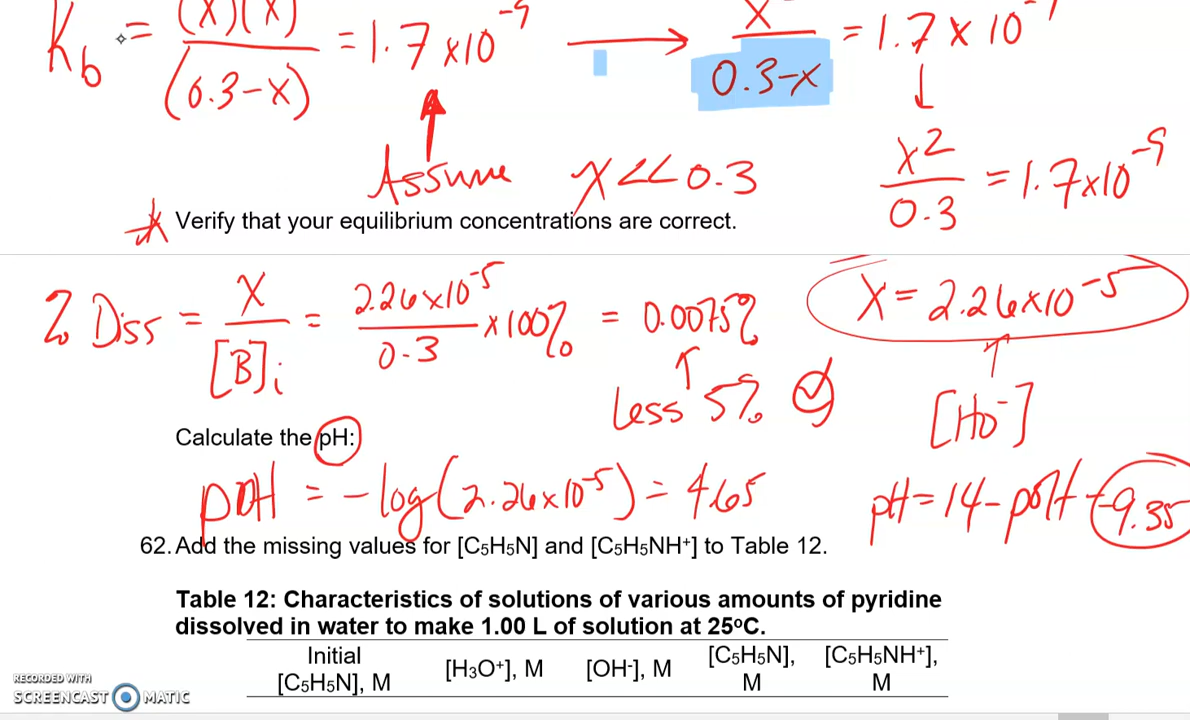 Kb = (x)(x) / (0.3-x) = 1.7 x10⁻⁹ → x / 0.3-x = 1.7 x 10
Assume x << 0.3
x² / 0.3 = 1.7x10⁻⁹
* Verify that your equilibrium concentrations are correct.
% Diss = x / [B]i = 2.26x10⁻⁵ / 0.3 x100% = 0.0075%
x = 2.26x10⁻⁵
Less 5%
[HO⁻]
Calculate the pH:
pOH = -log(2.26x10⁻⁵) = 4.65
pH = 14 - pOH = 9.35
62. Add the missing values for [C5H5N] and [C5H5NH+] to Table 12.
Table 12: Characteristics of solutions of various amounts of pyridine
dissolved in water to make 1.00 L of solution at 25ºC.
Initial [C5H5N], M
[H3O+], M
[OH-], M
[C5H5N], M
[C5H5NH+], M
RECORDED WITH
SCREENCAST MATIC